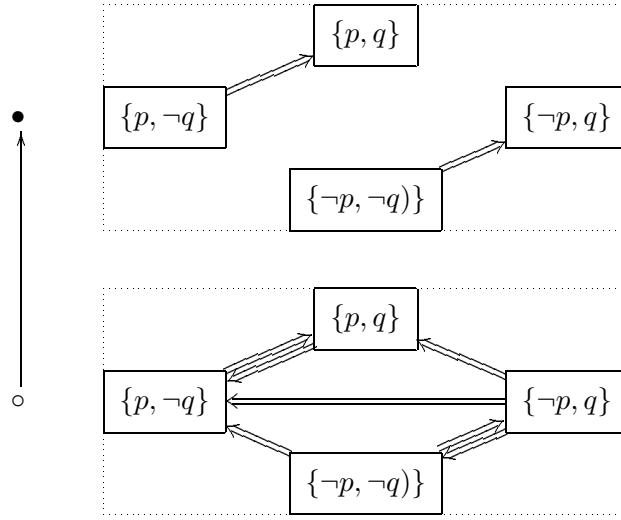 {p, q}
{p, ¬q}
{¬p, q}
{¬p, ¬q)}
{p, q}
{p, ¬q}
{¬p, q}
{¬p, ¬q)}